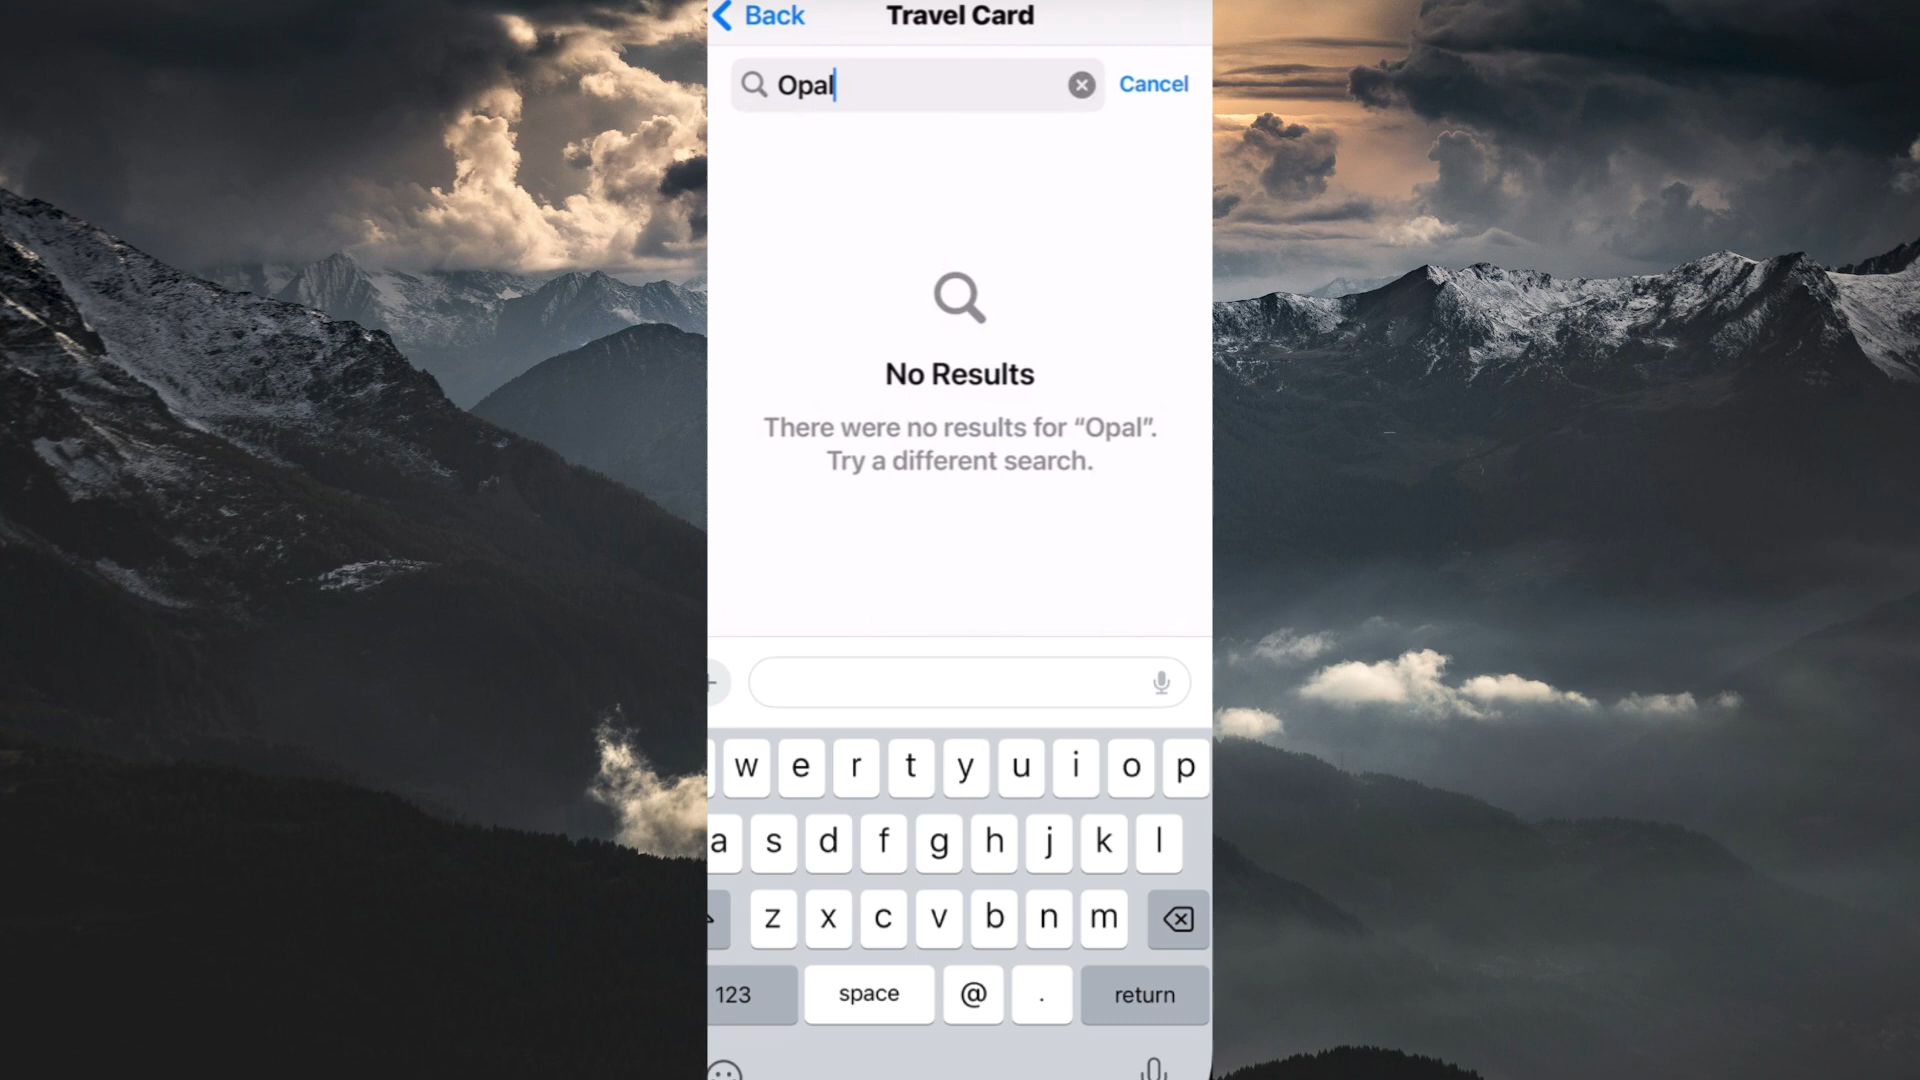 Back
Travel Card
Opal
Cancel
No Results
There were no results for “Opal”.
Try a different search.
w e r t y u i o p
a s d f g h j k l
z x c v b n m
123 space @ . return